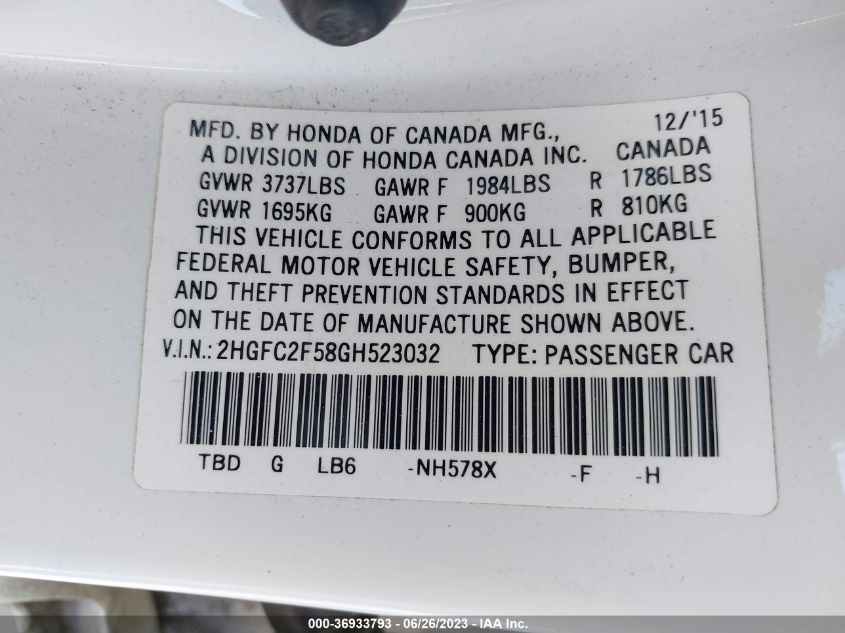 MFD. BY HONDA OF CANADA MFG., 12/'15
A DIVISION OF HONDA CANADA INC. CANADA
GVWR 3737LBS GAWR F 1984LBS R 1786LBS
GVWR 1695KG GAWR F 900KG R 810KG
THIS VEHICLE CONFORMS TO ALL APPLICABLE
FEDERAL MOTOR VEHICLE SAFETY, BUMPER,
AND THEFT PREVENTION STANDARDS IN EFFECT
ON THE DATE OF MANUFACTURE SHOWN ABOVE.
V.I.N.: 2HGFC2F58GH523032 TYPE: PASSENGER CAR
TBD G LB6 -NH578X -F -H
000-36933793 - 06/26/2023 - IAA Inc.